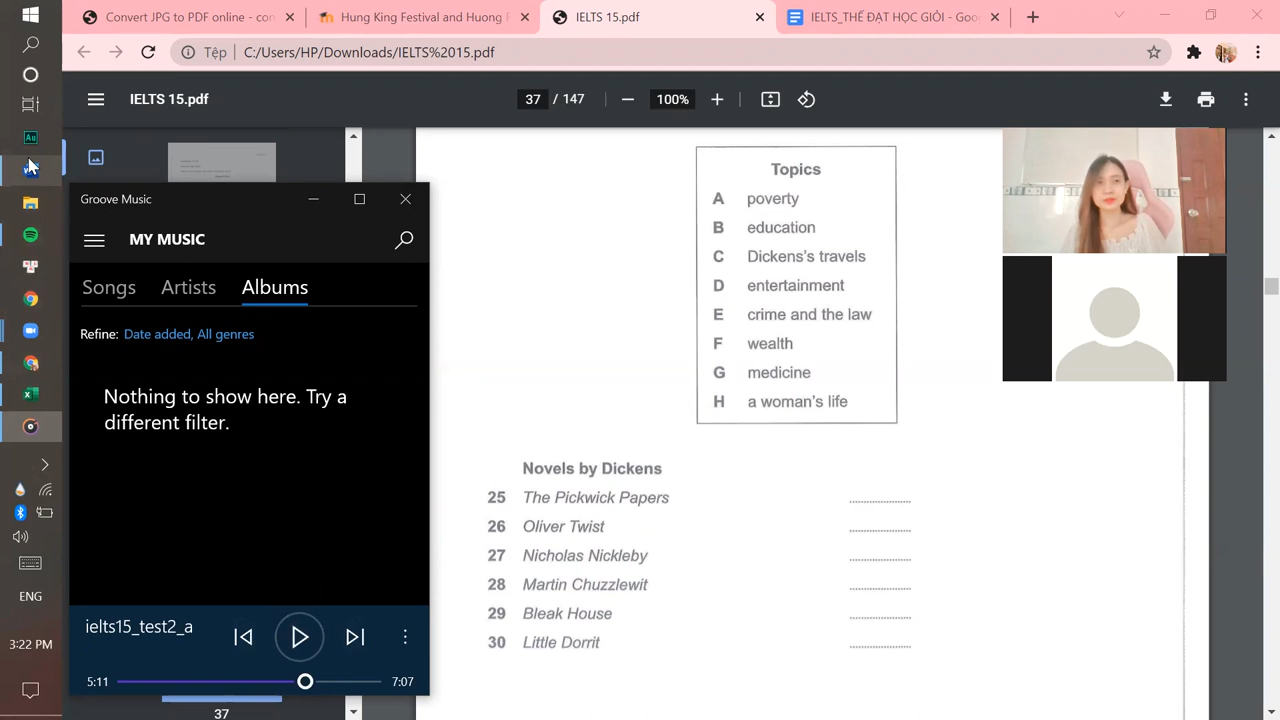 Convert JPG to PDF online - con
Hung King Festival and Huong P
IELTS 15.pdf
IELTS_THẾ ĐẠT HỌC GIỎI - Goo
Tệp
C:/Users/HP/Downloads/IELTS%2015.pdf
IELTS 15.pdf
37 / 147
100%
Au
Groove Music
MY MUSIC
Songs
Artists
Albums
Refine: Date added, All genres
Nothing to show here. Try a
different filter.
ielts15_test2_a
5:11
7:07
37
ENG
3:22 PM
Topics
A poverty
B education
C Dickens's travels
D entertainment
E crime and the law
F wealth
G medicine
H a woman's life
Novels by Dickens
25 The Pickwick Papers ....................
26 Oliver Twist ....................
27 Nicholas Nickleby ....................
28 Martin Chuzzlewit ....................
29 Bleak House ....................
30 Little Dorrit ....................